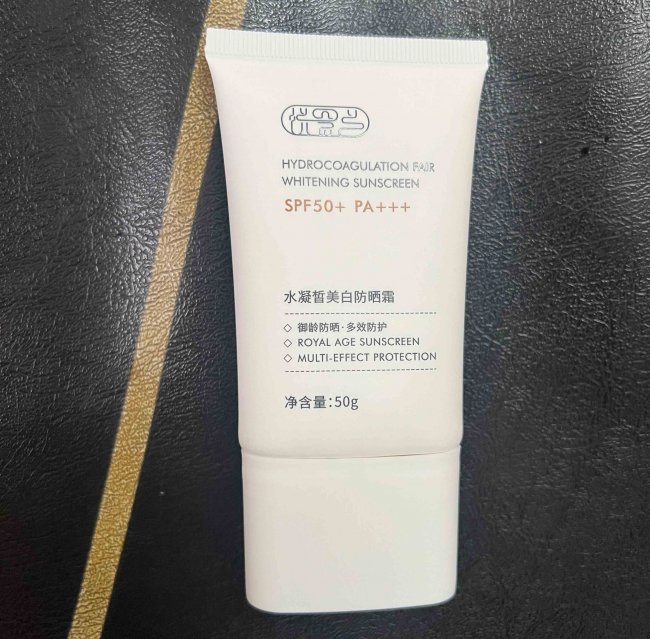 HYDROCOAGULATION FAIR
WHITENING SUNSCREEN
SPF50+ PA+++
水凝皙美白防晒霜
◇ 御龄防晒·多效防护
◇ ROYAL AGE SUNSCREEN
◇ MULTI-EFFECT PROTECTION
净含量:50g